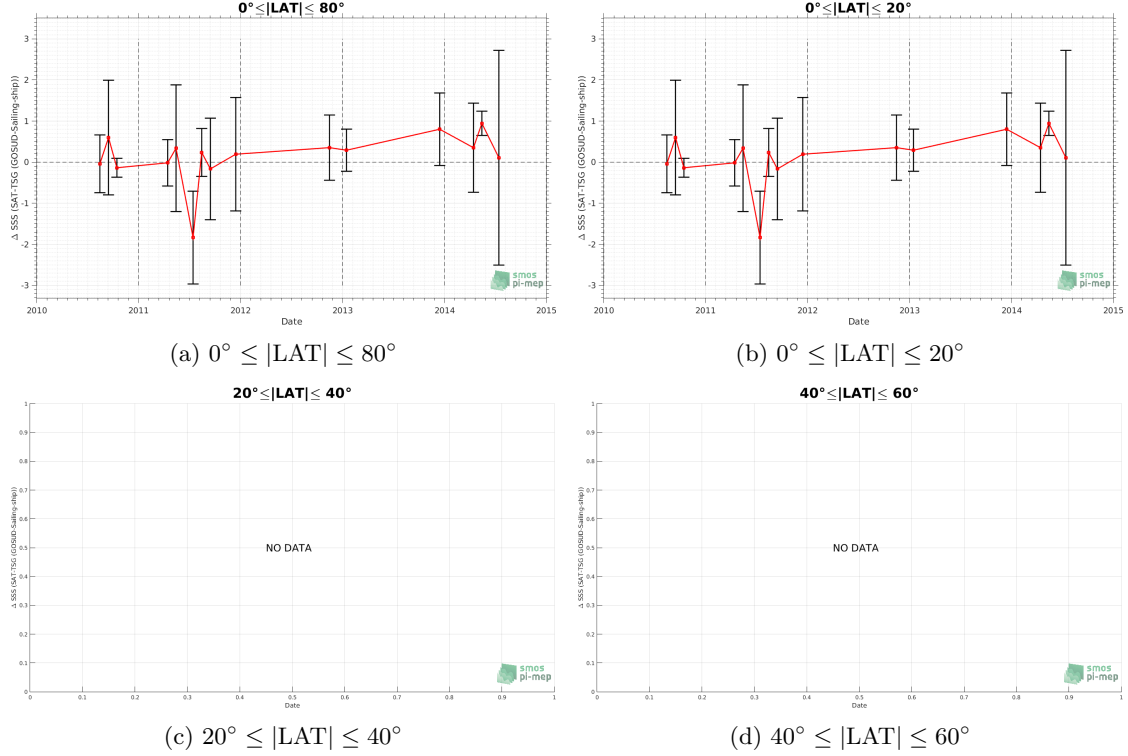 0°≤|LAT|≤ 80°
Δ SSS (SAT-TSG (GOSUD-Sailing-ship))
3
2
1
0
-1
-2
-3
2010
2011
2012
2013
2014
2015
Date
smos
pi-mep
(a) 0° ≤ |LAT| ≤ 80°
0°≤|LAT|≤ 20°
Δ SSS (SAT-TSG (GOSUD-Sailing-ship))
3
2
1
0
-1
-2
-3
2010
2011
2012
2013
2014
2015
Date
smos
pi-mep
(b) 0° ≤ |LAT| ≤ 20°
20°≤|LAT|≤ 40°
Δ SSS (SAT-TSG (GOSUD-Sailing-ship))
1
0.9
0.8
0.7
0.6
0.5
0.4
0.3
0.2
0.1
0
NO DATA
0
0.1
0.2
0.3
0.4
0.5
0.6
0.7
0.8
0.9
1
Date
smos
pi-mep
(c) 20° ≤ |LAT| ≤ 40°
40°≤|LAT|≤ 60°
Δ SSS (SAT-TSG (GOSUD-Sailing-ship))
1
0.9
0.8
0.7
0.6
0.5
0.4
0.3
0.2
0.1
0
NO DATA
0
0.1
0.2
0.3
0.4
0.5
0.6
0.7
0.8
0.9
1
Date
smos
pi-mep
(d) 40° ≤ |LAT| ≤ 60°